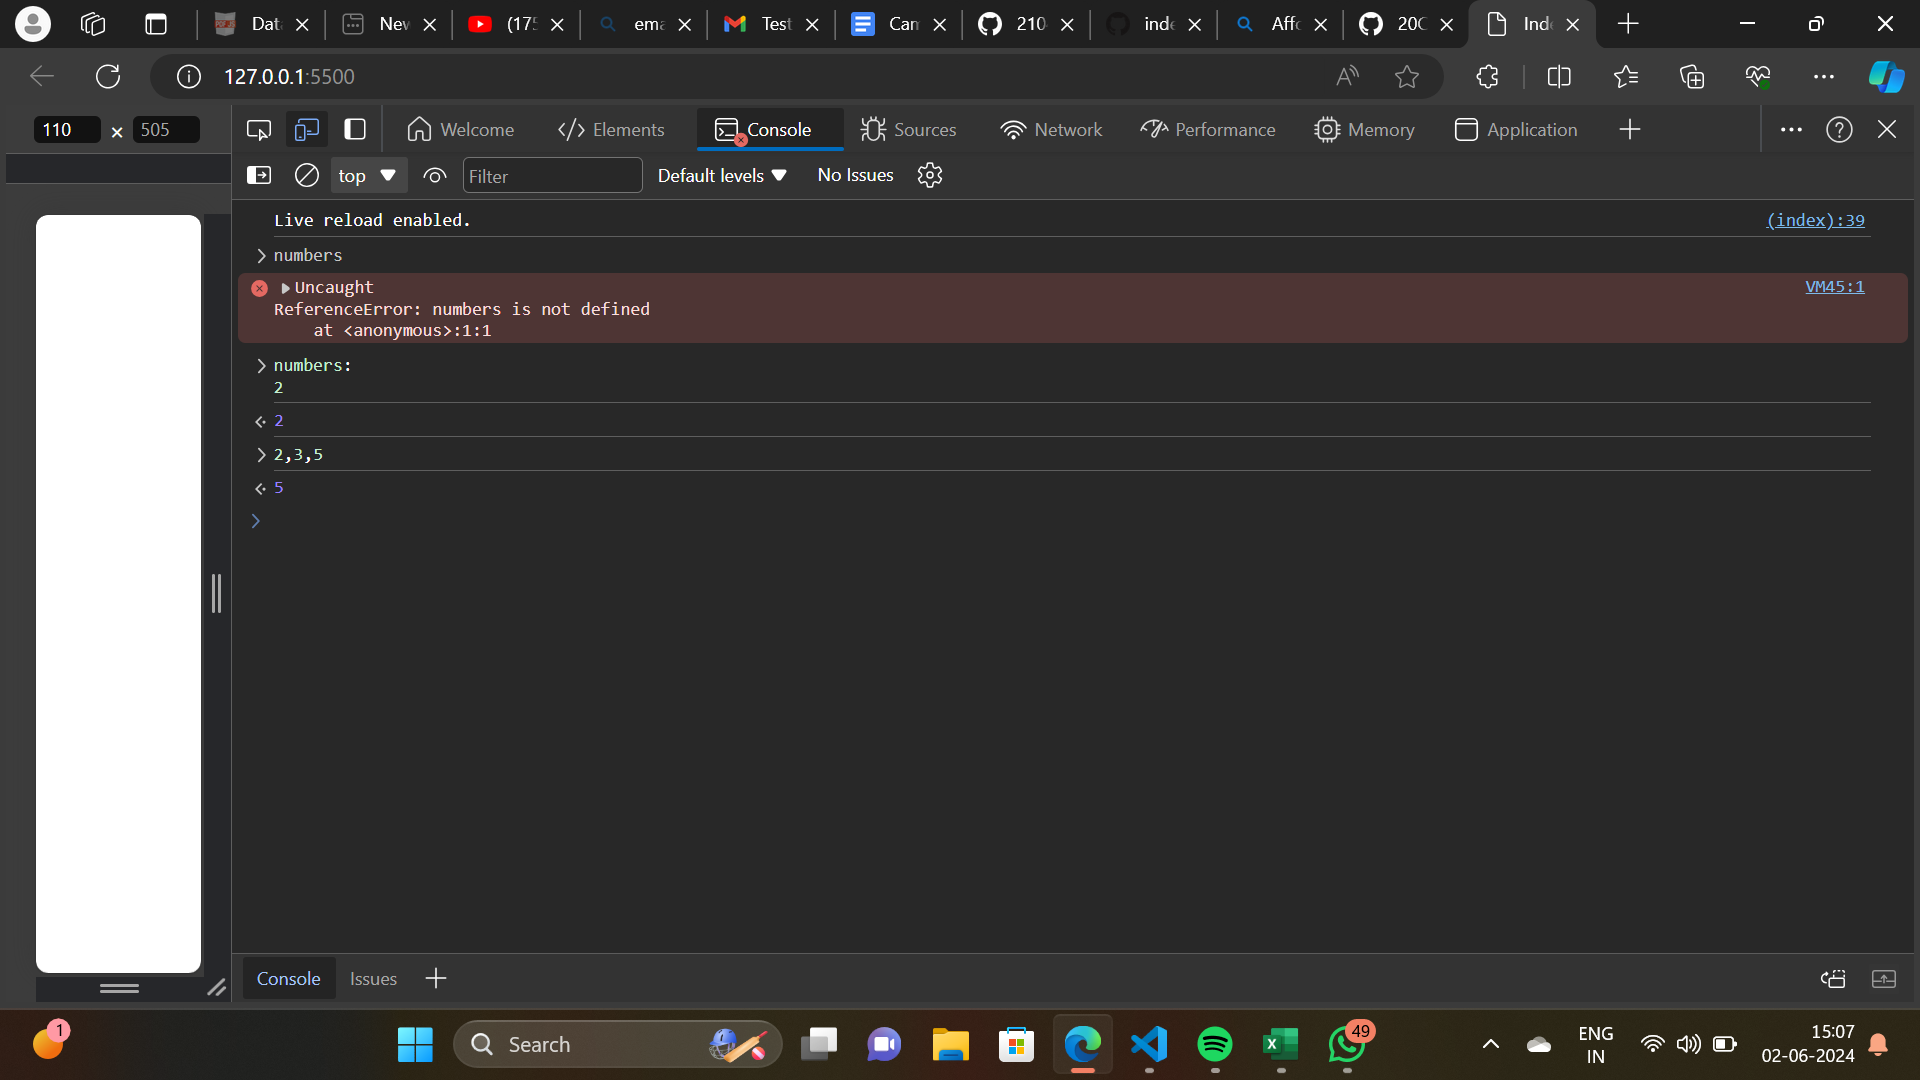 Data
New
(175
ema
Test
Can
210
inde
Affo
200
Inde
127.0.0.1:5500
110 × 505
Welcome
Elements
Console
Sources
Network
Performance
Memory
Application
top
Filter
Default levels
No Issues
Live reload enabled. (index):39
numbers
Uncaught VM45:1
ReferenceError: numbers is not defined
at <anonymous>:1:1
numbers:
2
2
2,3,5
5
Console
Issues
1
Search
49
ENG
IN
15:07
02-06-2024